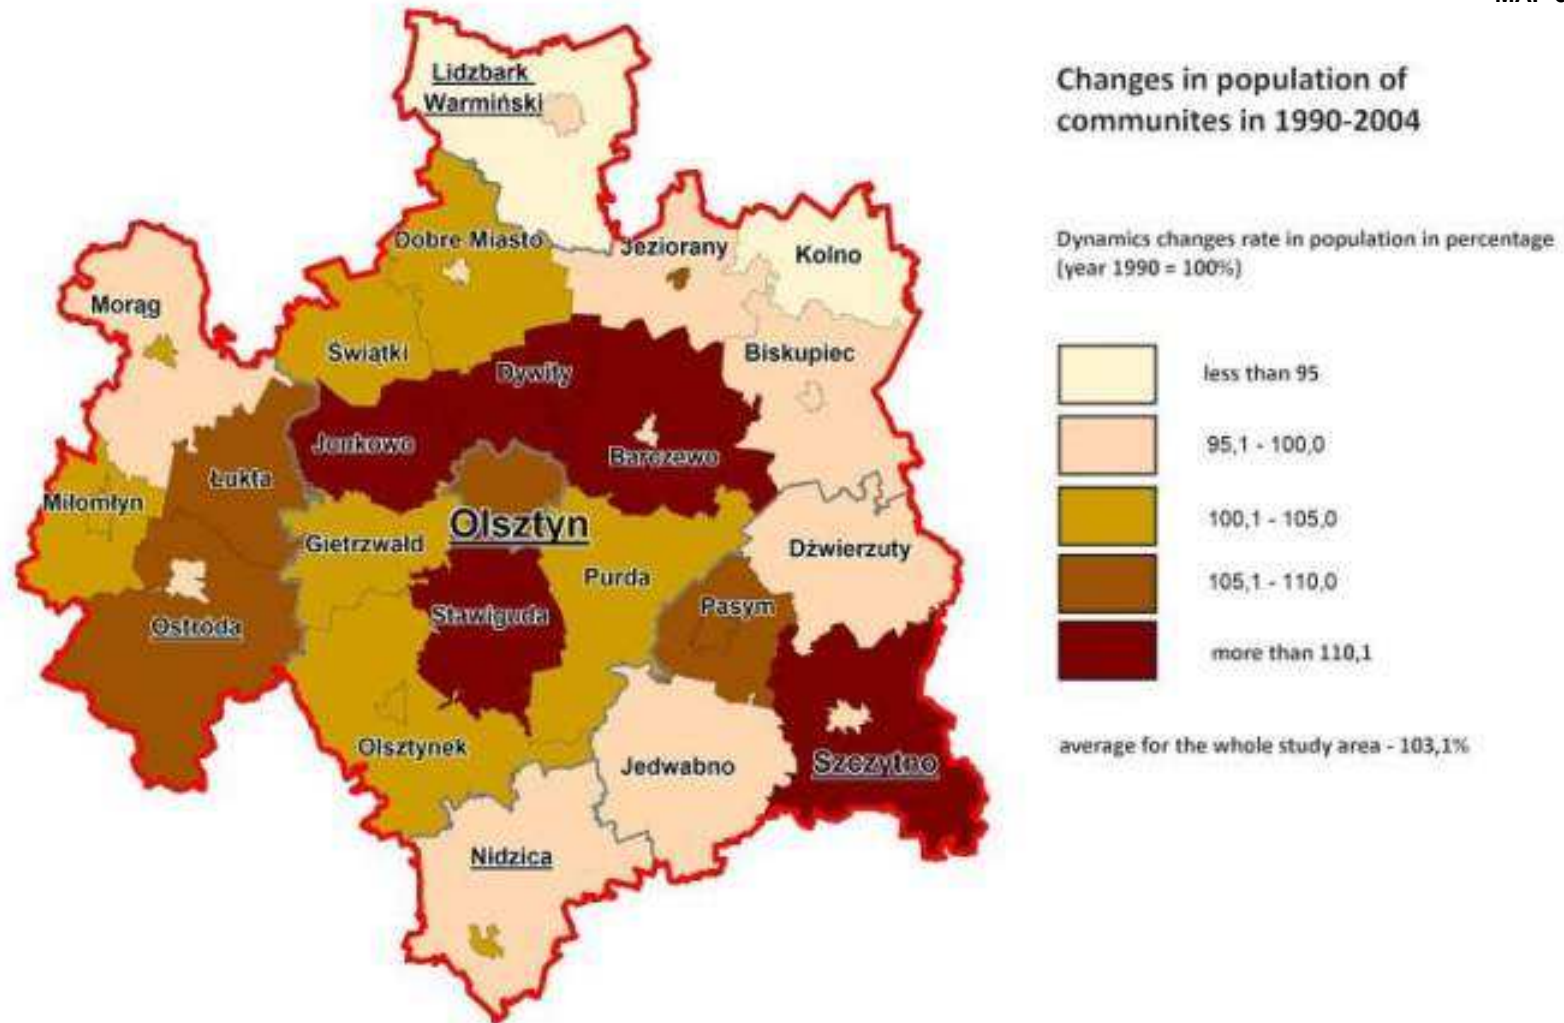 Changes in population of
communites in 1990-2004
Dynamics changes rate in population in percentage
(year 1990 = 100%)
less than 95
95,1 - 100,0
100,1 - 105,0
105,1 - 110,0
more than 110,1
average for the whole study area - 103,1%
Lidzbark
Warmiński
Dobre Miasto
Jeziorany
Kolno
Morąg
Świątki
Dywity
Biskupiec
Jonkowo
Barczewo
Łukta
Miłomłyn
Olsztyn
Gietrzwałd
Dźwierzuty
Purda
Pasym
Stawiguda
Ostróda
Olsztynek
Jedwabno
Szczytno
Nidzica